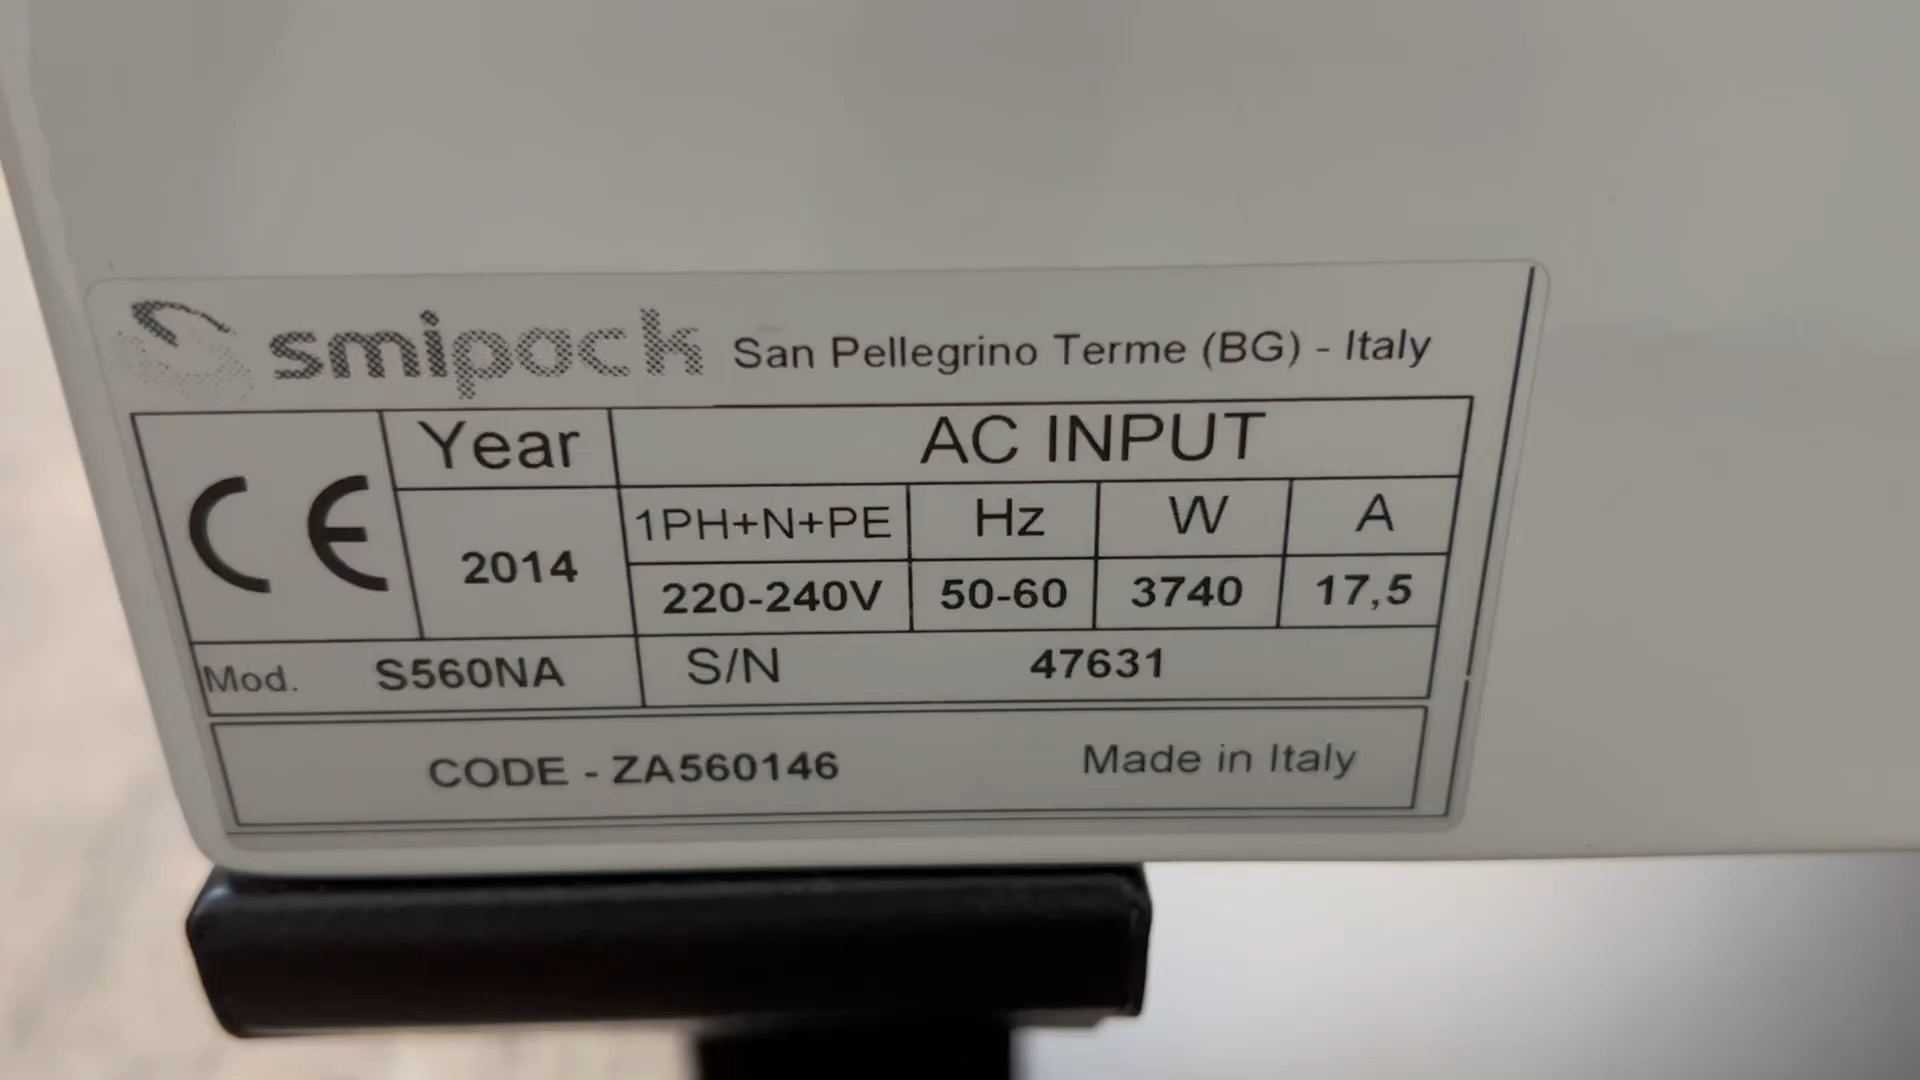 smipack San Pellegrino Terme (BG) - Italy
CE Year AC INPUT
1PH+N+PE Hz W A
2014 220-240V 50-60 3740 17,5
Mod. S560NA S/N 47631
CODE - ZA560146 Made in Italy